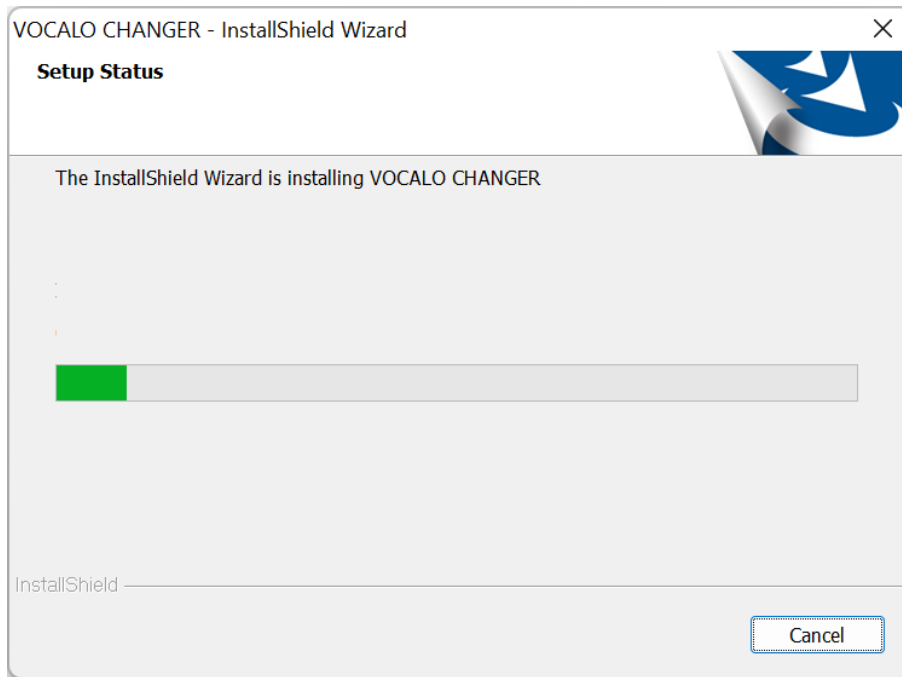 VOCALO CHANGER - InstallShield Wizard
Setup Status
The InstallShield Wizard is installing VOCALO CHANGER
InstallShield
Cancel